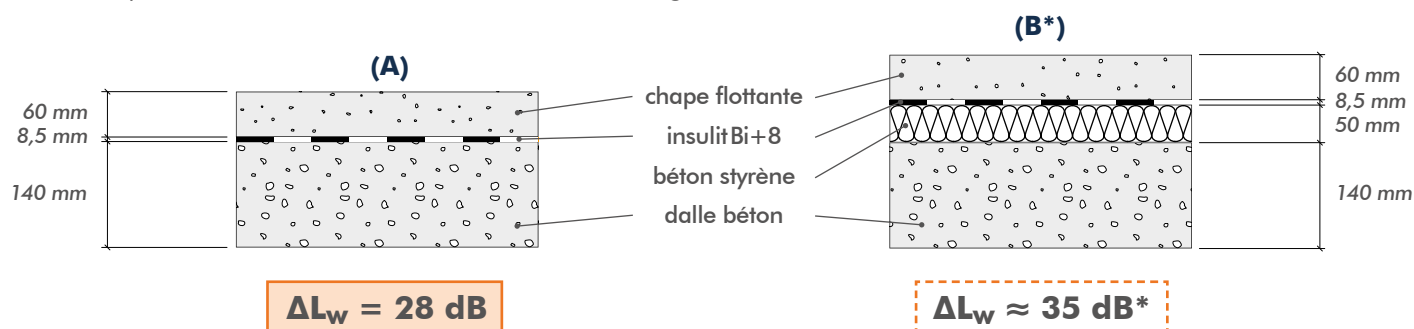 (A)
(B*)
60 mm
8,5 mm
140 mm
chape flottante
insulit Bi+8
béton styrène
dalle béton
60 mm
8,5 mm
50 mm
140 mm
ΔLw = 28 dB
ΔLw ≈ 35 dB*